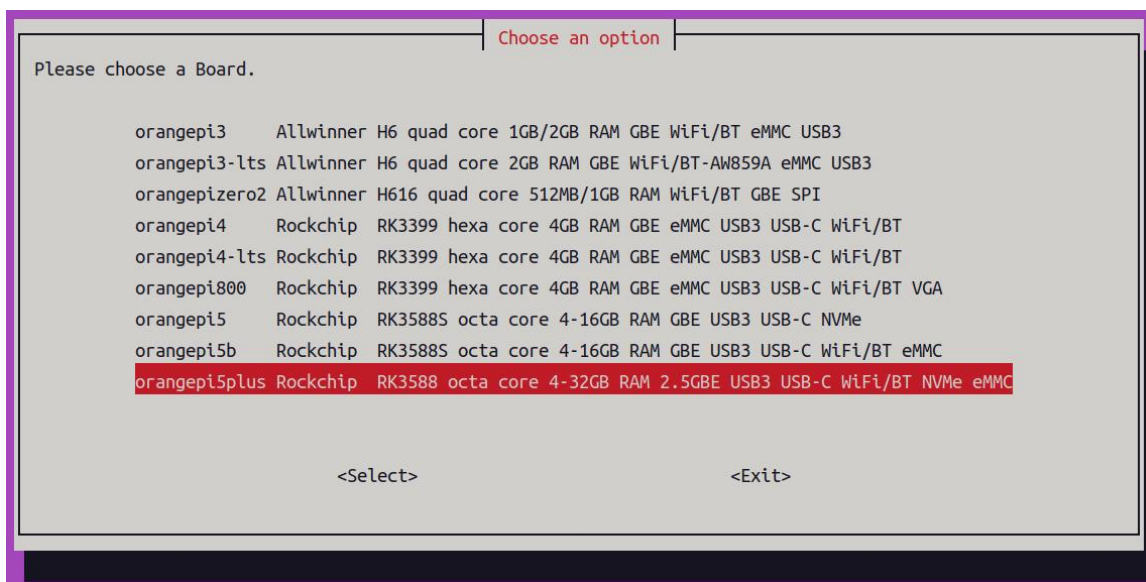 Choose an option
Please choose a Board.
orangepi3 Allwinner H6 quad core 1GB/2GB RAM GBE WiFi/BT eMMC USB3
orangepi3-lts Allwinner H6 quad core 2GB RAM GBE WiFi/BT-AW859A eMMC USB3
orangepizero2 Allwinner H616 quad core 512MB/1GB RAM WiFi/BT GBE SPI
orangepi4 Rockchip RK3399 hexa core 4GB RAM GBE eMMC USB3 USB-C WiFi/BT
orangepi4-lts Rockchip RK3399 hexa core 4GB RAM GBE eMMC USB3 USB-C WiFi/BT
orangepi800 Rockchip RK3399 hexa core 4GB RAM GBE eMMC USB3 USB-C WiFi/BT VGA
orangepi5 Rockchip RK3588S octa core 4-16GB RAM GBE USB3 USB-C NVMe
orangepi5b Rockchip RK3588S octa core 4-16GB RAM GBE USB3 USB-C WiFi/BT eMMC
orangepi5plus Rockchip RK3588 octa core 4-32GB RAM 2.5GBE USB3 USB-C WiFi/BT NVMe eMMC
<Select> <Exit>